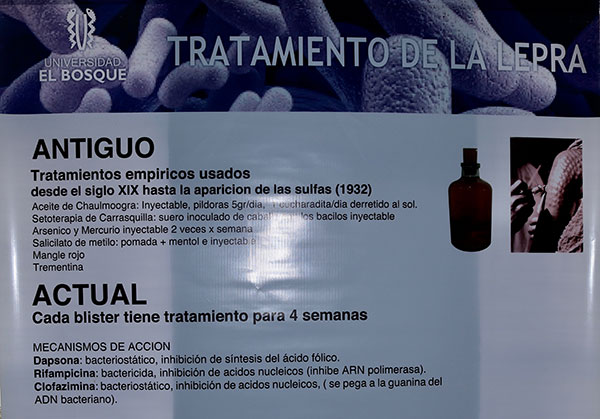 UNIVERSIDAD
EL BOSQUE
TRATAMIENTO DE LA LEPRA
ANTIGUO
Tratamientos empiricos usados
desde el siglo XIX hasta la aparicion de las sulfas (1932)
Aceite de Chaulmoogra: Inyectable, pildoras 5gr/dia, cucharadita/dia derretido al sol.
Setoterapia de Carrasquilla: suero inoculado de los bacilos inyectable
Arsenico y Mercurio inyectable 2 veces x semana
Salicilato de metilo: pomada + mentol e
Mangle rojo
Trementina
ACTUAL
Cada blister tiene tratamiento para 4 semanas
MECANISMOS DE ACCION
Dapsona: bacteriostático, inhibición de síntesis del ácido fólico.
Rifampicina: bactericida, inhibición de acidos nucleicos (inhibe ARN polimerasa).
Clofazimina: bacteriostático, inhibición de acidos nucleicos, ( se pega a la guanina del
ADN bacteriano).